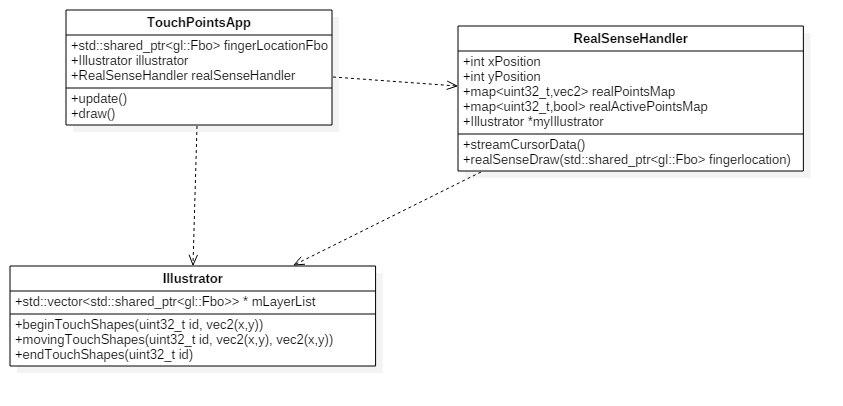 TouchPointsApp
+std::shared_ptr<gl::Fbo> fingerLocationFbo
+Illustrator illustrator
+RealSenseHandler realSenseHandler
+update()
+draw()
RealSenseHandler
+int xPosition
+int yPosition
+map<uint32_t,vec2> realPointsMap
+map<uint32_t,bool> realActivePointsMap
+Illustrator *myIllustrator
+streamCursorData()
+realSenseDraw(std::shared_ptr<gl::Fbo> fingerlocation)
Illustrator
+std::vector<std::shared_ptr<gl::Fbo>> * mLayerList
+beginTouchShapes(uint32_t id, vec2(x,y))
+movingTouchShapes(uint32_t id, vec2(x,y), vec2(x,y))
+endTouchShapes(uint32_t id)